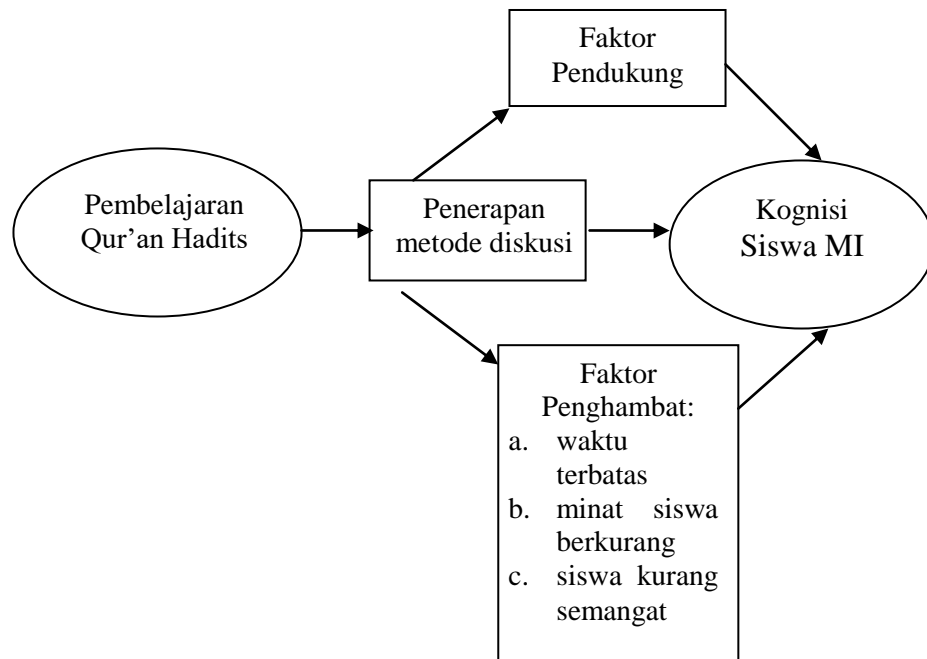 Faktor
Pendukung
Pembelajaran
Qur’an Hadits
Penerapan
metode diskusi
Kognisi
Siswa MI
Faktor
Penghambat:
a. waktu
terbatas
b. minat siswa
berkurang
c. siswa kurang
semangat